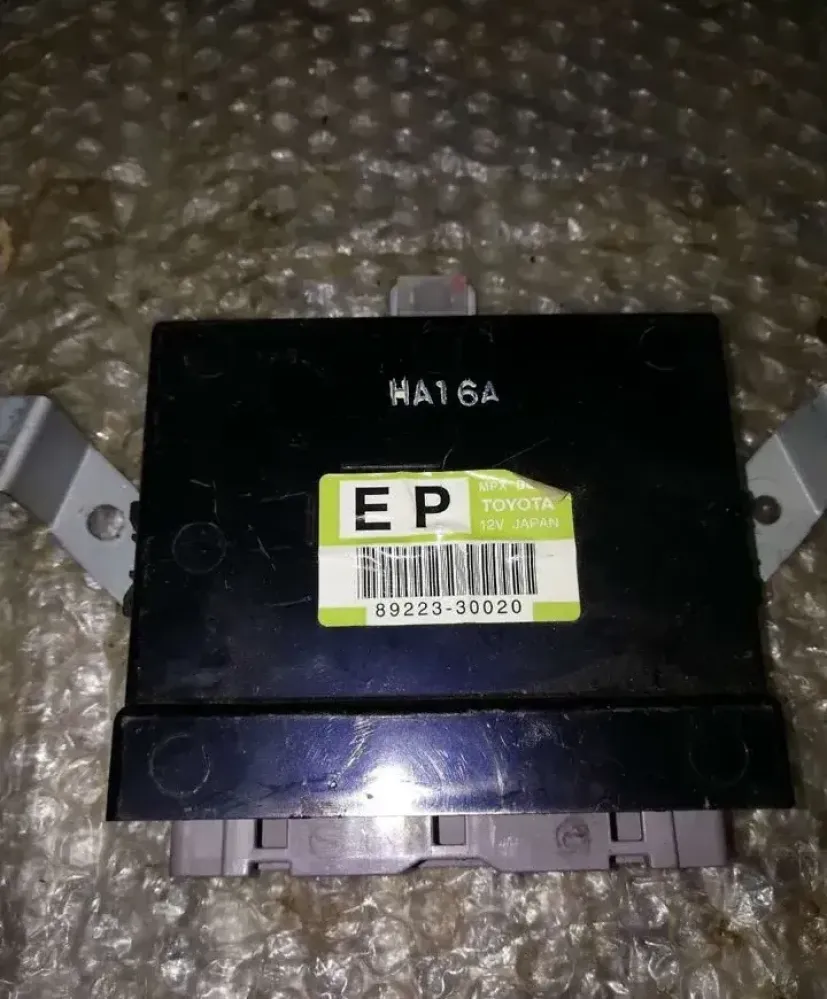 HA16A
EP
MPX
TOYOTA
12V JAPAN
89223-30020